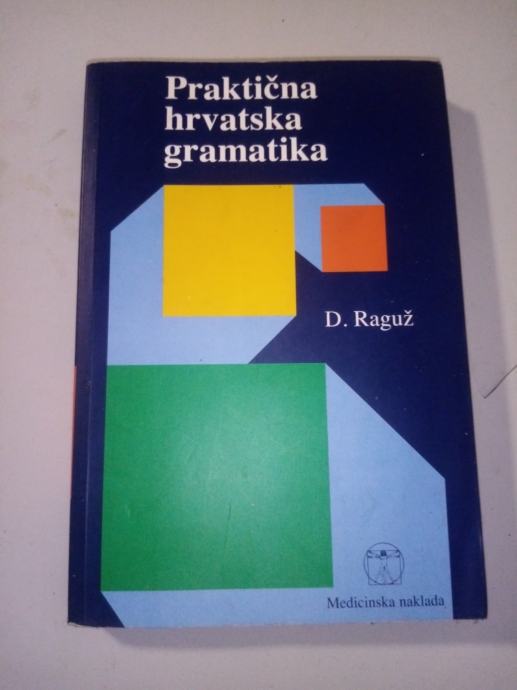 Praktična
hrvatska
gramatika
D. Raguž
Medicinska naklada